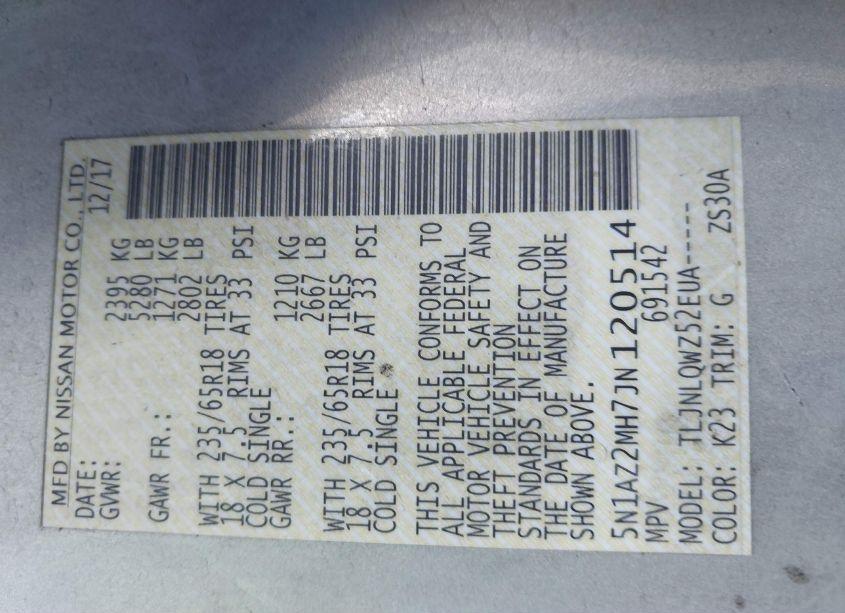 MFD BY NISSAN MOTOR CO., LTD.
DATE: 12/17
GVWR: 2395 KG
5280 LB
GAWR FR.: 1271 KG
2802 LB
WITH 235/65R18 TIRES
18 X 7.5 RIMS AT 33 PSI
COLD SINGLE
GAWR RR.: 1210 KG
2667 LB
WITH 235/65R18 TIRES
18 X 7.5 RIMS AT 33 PSI
COLD SINGLE
THIS VEHICLE CONFORMS TO
ALL APPLICABLE FEDERAL
MOTOR VEHICLE SAFETY AND
THEFT PREVENTION
STANDARDS IN EFFECT ON
THE DATE OF MANUFACTURE
SHOWN ABOVE.
5N1AZ2MH7JN120514
MPV 691542
MODEL: TLJNLQWZ52EUA-----
COLOR: K23 TRIM: G ZS30A